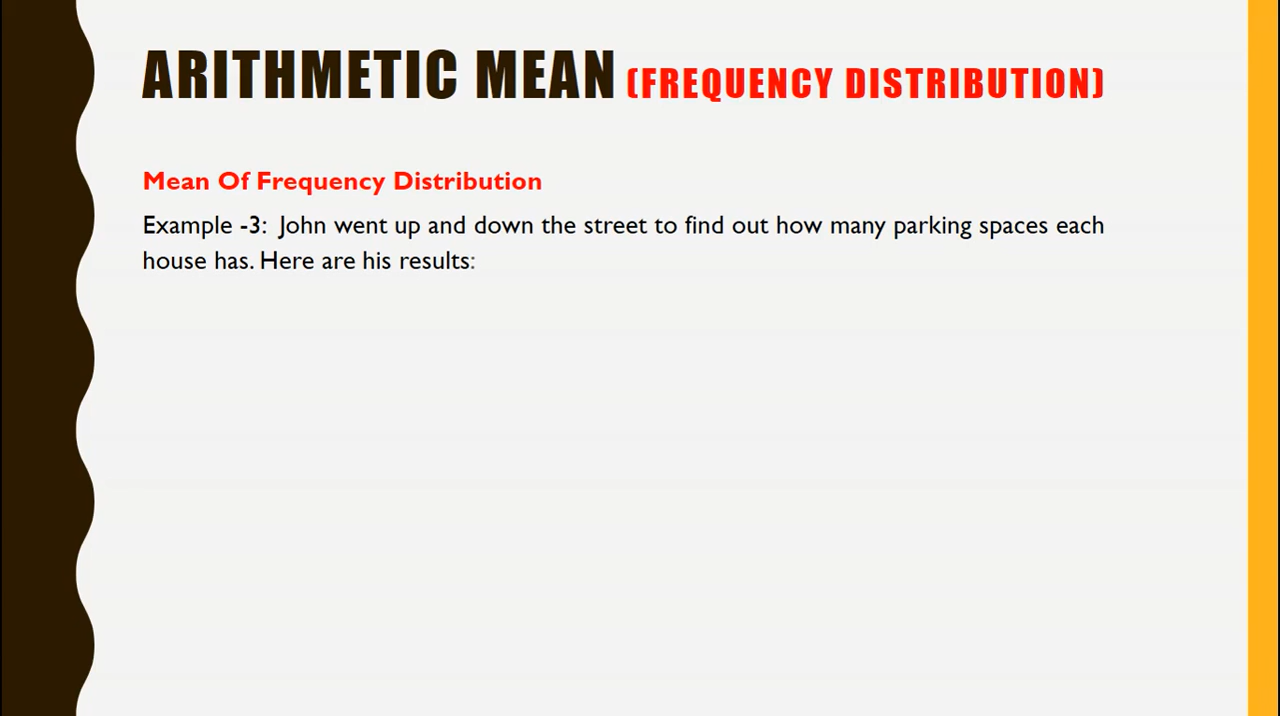 ARITHMETIC MEAN (FREQUENCY DISTRIBUTION)
Mean Of Frequency Distribution
Example -3: John went up and down the street to find out how many parking spaces each
house has. Here are his results: